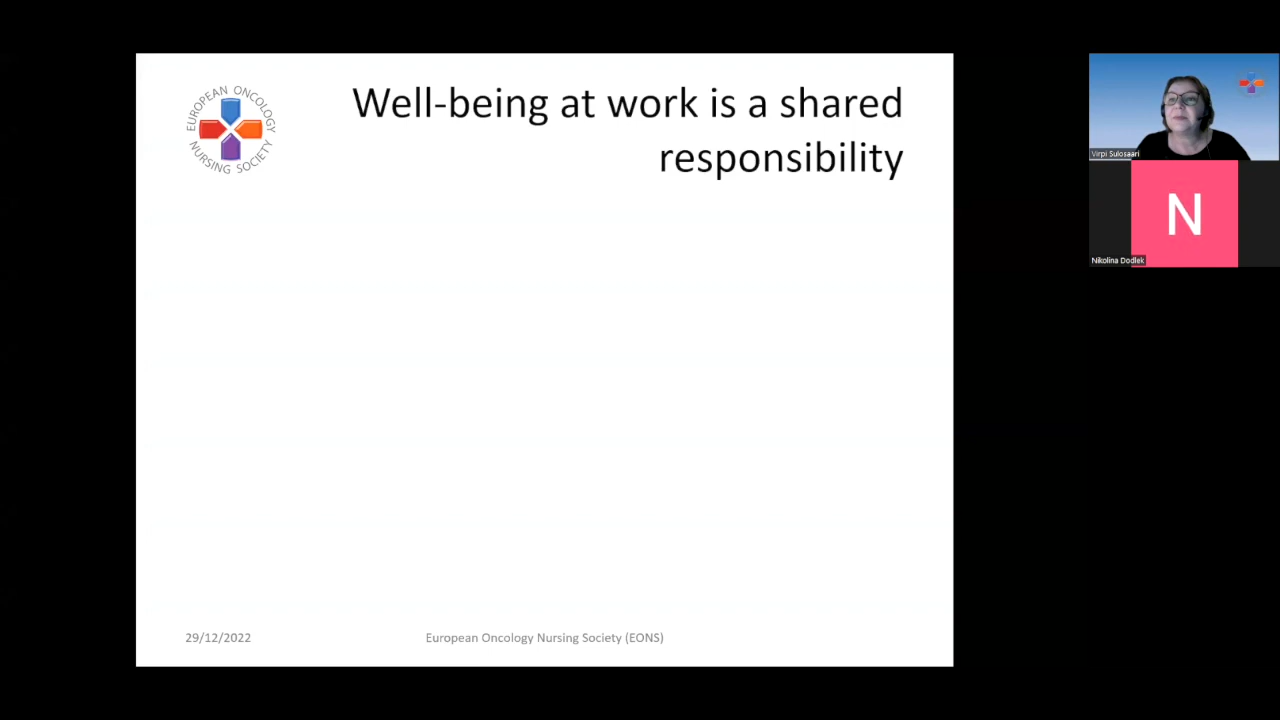 EUROPEAN ONCOLOGY
NURSING SOCIETY
Well-being at work is a shared
responsibility
29/12/2022
European Oncology Nursing Society (EONS)
Virpi Sulosaari
N
Nikolina Dodlek